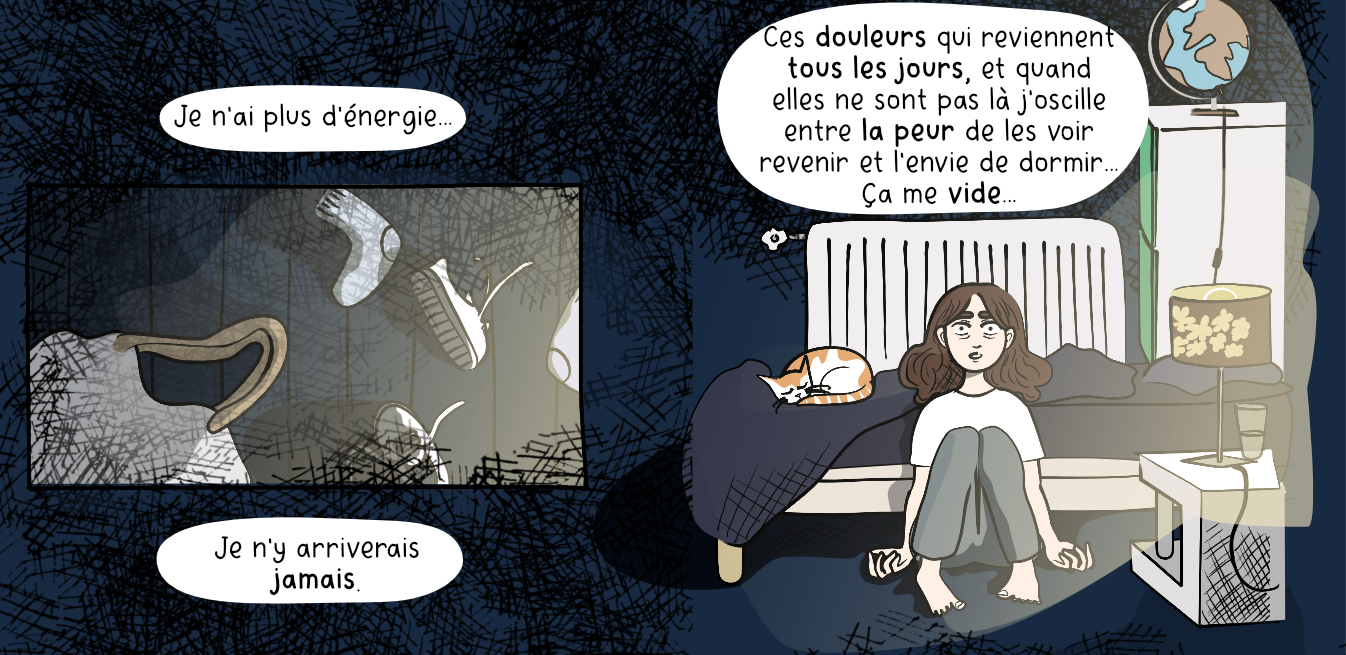 Je n'ai plus d'énergie...
Je n'y arriverais
jamais.
Ces douleurs qui reviennent
tous les jours, et quand
elles ne sont pas là j'oscille
entre la peur de les voir
revenir et l'envie de dormir...
Ça me vide...